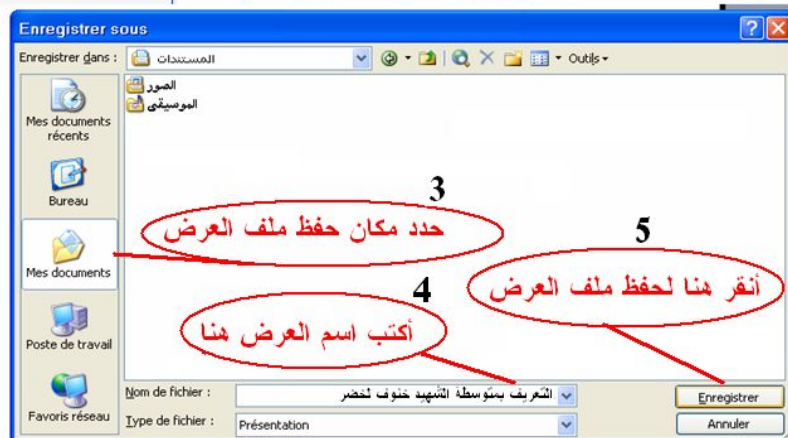 Enregistrer sous
Enregistrer dans : المستندات Outils
Mes documents récents
Bureau
Mes documents
Poste de travail
Favoris réseau
الصور
الموسيقى
3
حدد مكان حفظ ملف العرض
5
أنقر هنا لحفظ ملف العرض
4
أكتب اسم العرض هنا
Nom de fichier : التعريف بمتوسطة الشهيد خنوف لخضر
Enregistrer
Type de fichier : Présentation
Annuler